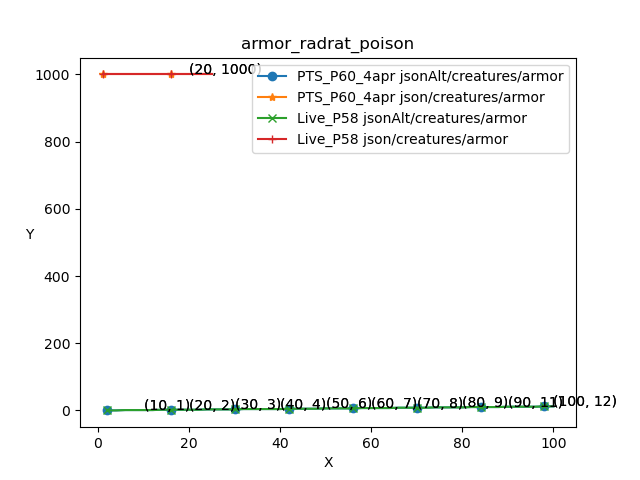 armor_radrat_poison
1000
(20, 1000)
PTS_P60_4apr jsonAlt/creatures/armor
PTS_P60_4apr json/creatures/armor
Live_P58 jsonAlt/creatures/armor
Live_P58 json/creatures/armor
800
600
Y
400
200
0
(10, 1)(20, 2)(30, 3)(40, 4)(50, 6)(60, 7)(70, 8)(80, 9)(90, 11)(100, 12)
0 20 40 60 80 100
X